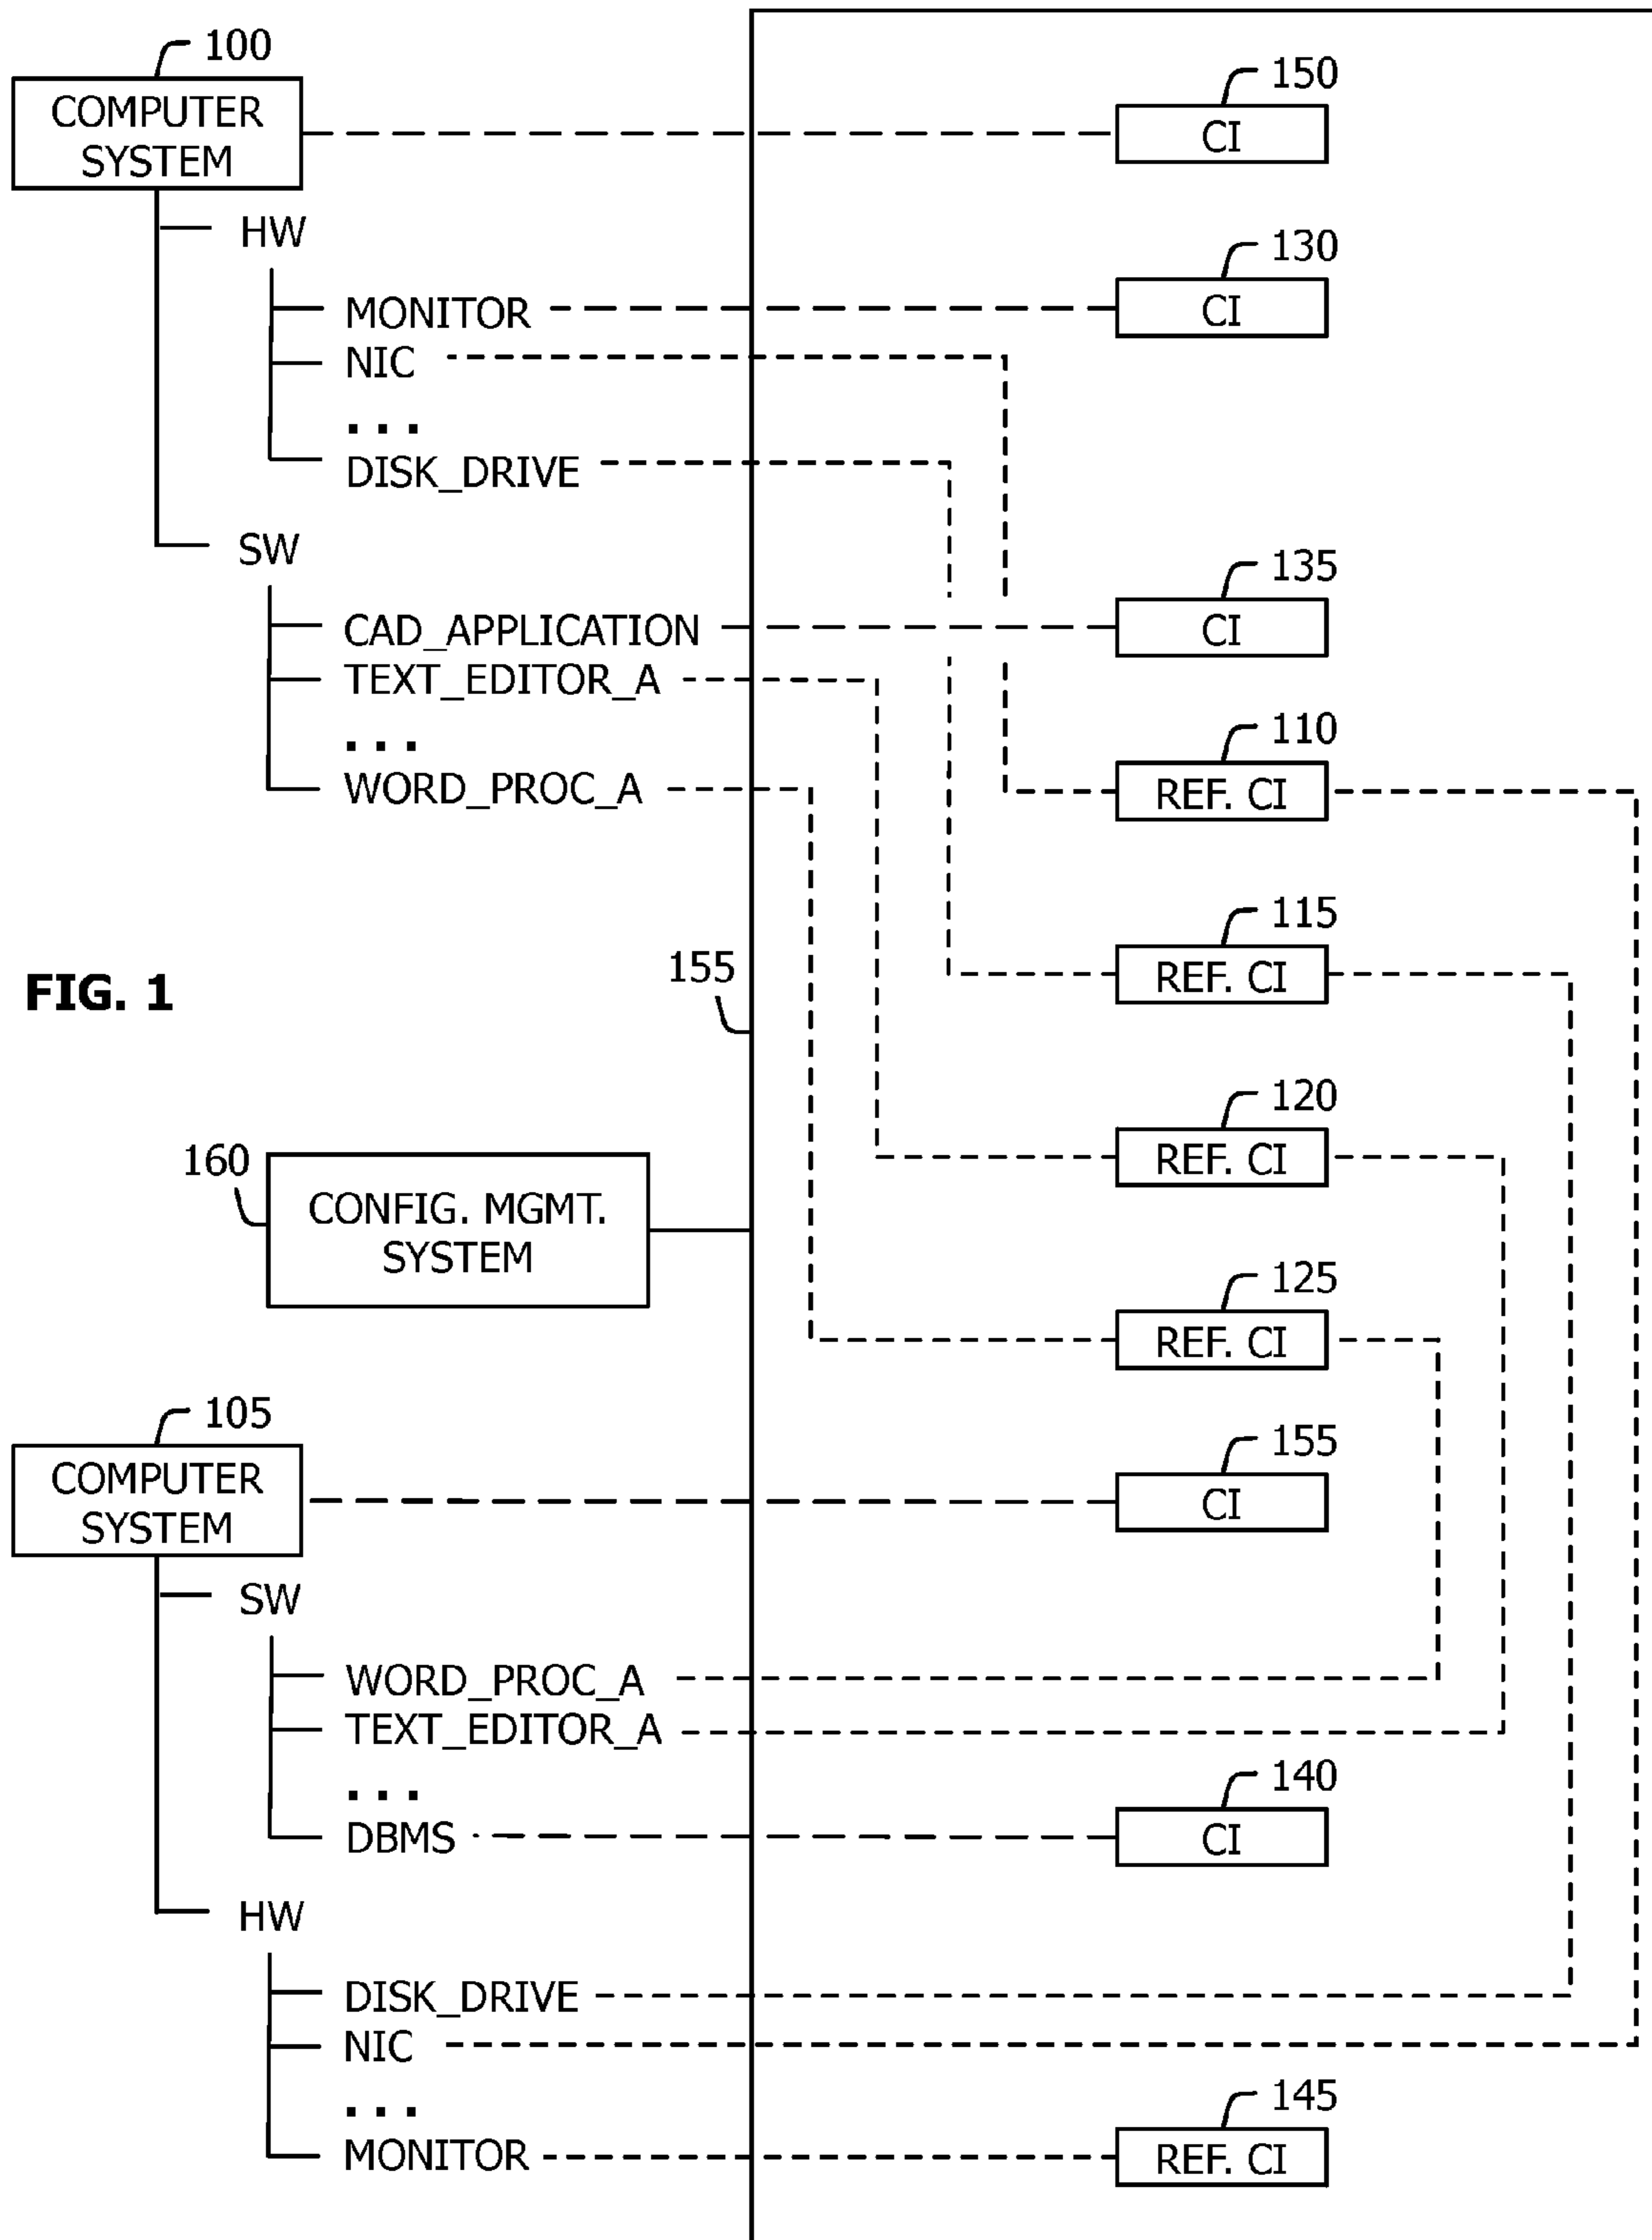 100
COMPUTER
SYSTEM
150
CI
HW
130
CI
MONITOR
NIC
...
DISK_DRIVE
SW
135
CI
CAD_APPLICATION
TEXT_EDITOR_A
...
WORD_PROC_A
110
REF. CI
115
REF. CI
155
FIG. 1
120
REF. CI
160
CONFIG. MGMT.
SYSTEM
125
REF. CI
105
COMPUTER
SYSTEM
155
CI
SW
WORD_PROC_A
TEXT_EDITOR_A
...
DBMS
140
CI
HW
DISK_DRIVE
NIC
...
MONITOR
145
REF. CI